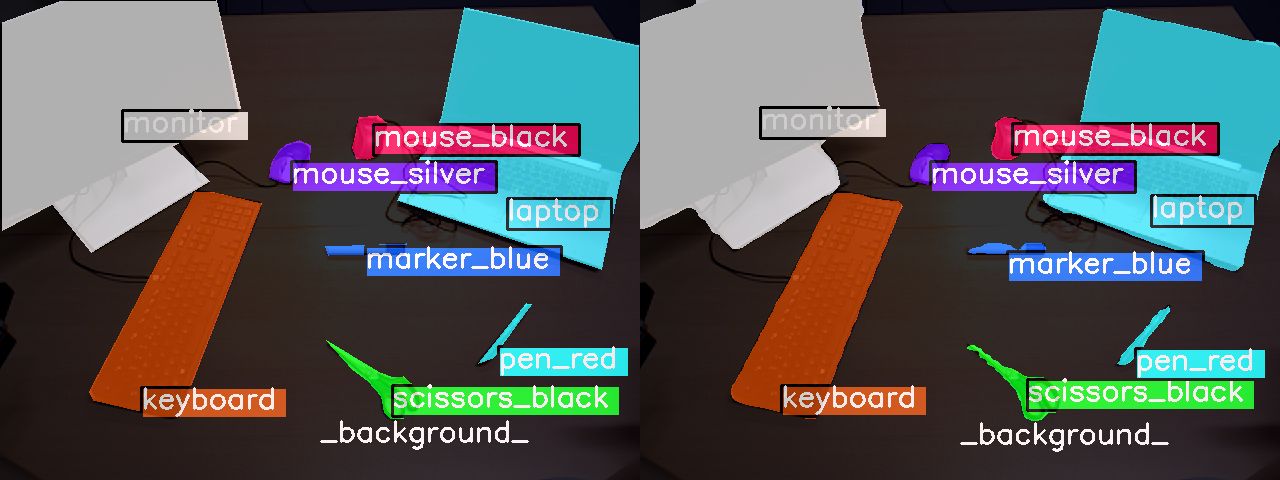 monitor
mouse_black
mouse_silver
laptop
marker_blue
pen_red
keyboard
scissors_black
_background_
monitor
mouse_black
mouse_silver
laptop
marker_blue
pen_red
keyboard
scissors_black
_background_